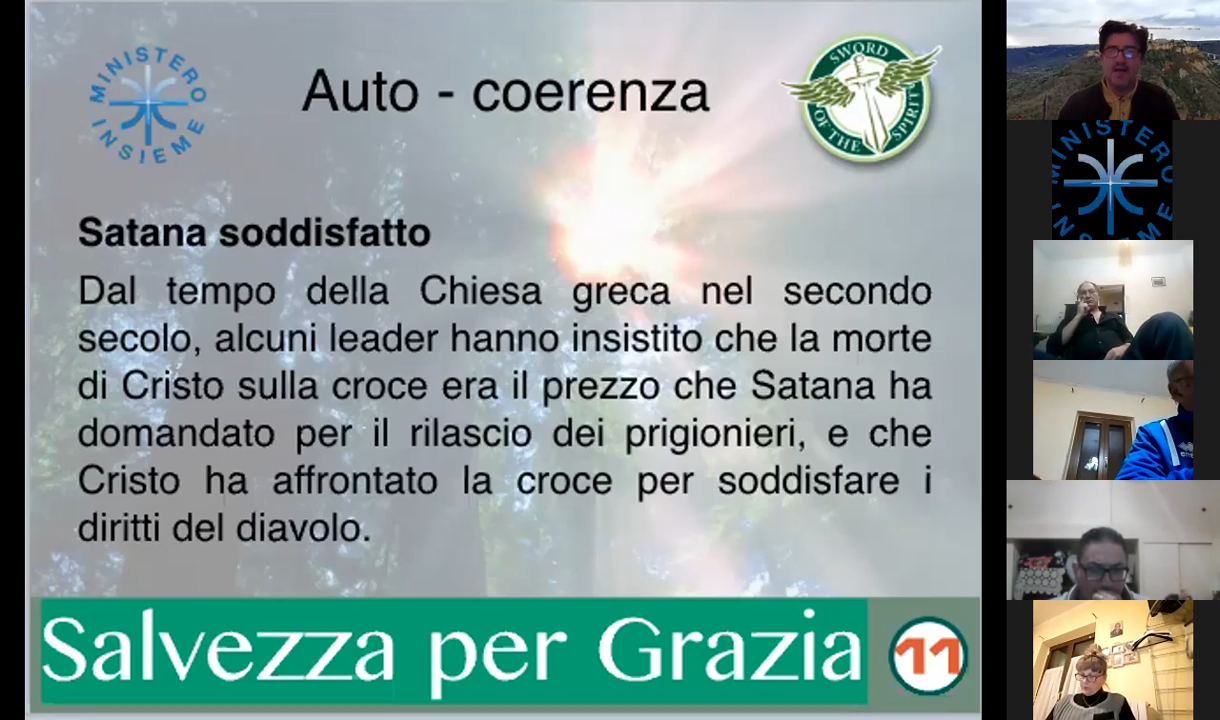 MINISTERO
INSIEME
Auto - coerenza
SWORD
OF THE SPIRIT
Satana soddisfatto
Dal tempo della Chiesa greca nel secondo
secolo, alcuni leader hanno insistito che la morte
di Cristo sulla croce era il prezzo che Satana ha
domandato per il rilascio dei prigionieri, e che
Cristo ha affrontato la croce per soddisfare i
diritti del diavolo.
Salvezza per Grazia
11
MINISTERO